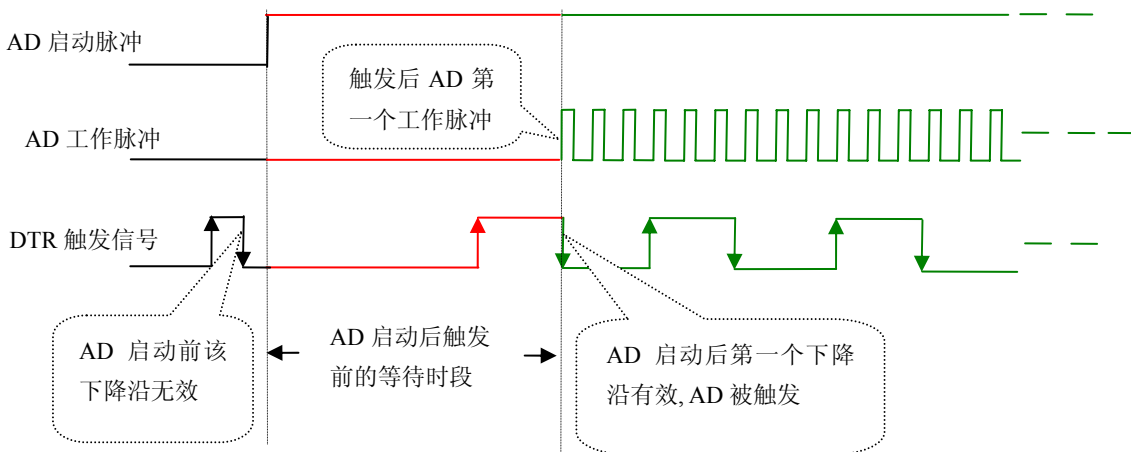 AD 启动脉冲
触发后 AD 第
一个工作脉冲
AD 工作脉冲
DTR 触发信号
AD 启动前该
下降沿无效
AD 启动后触发
前的等待时段
AD 启动后第一个下降
沿有效, AD 被触发